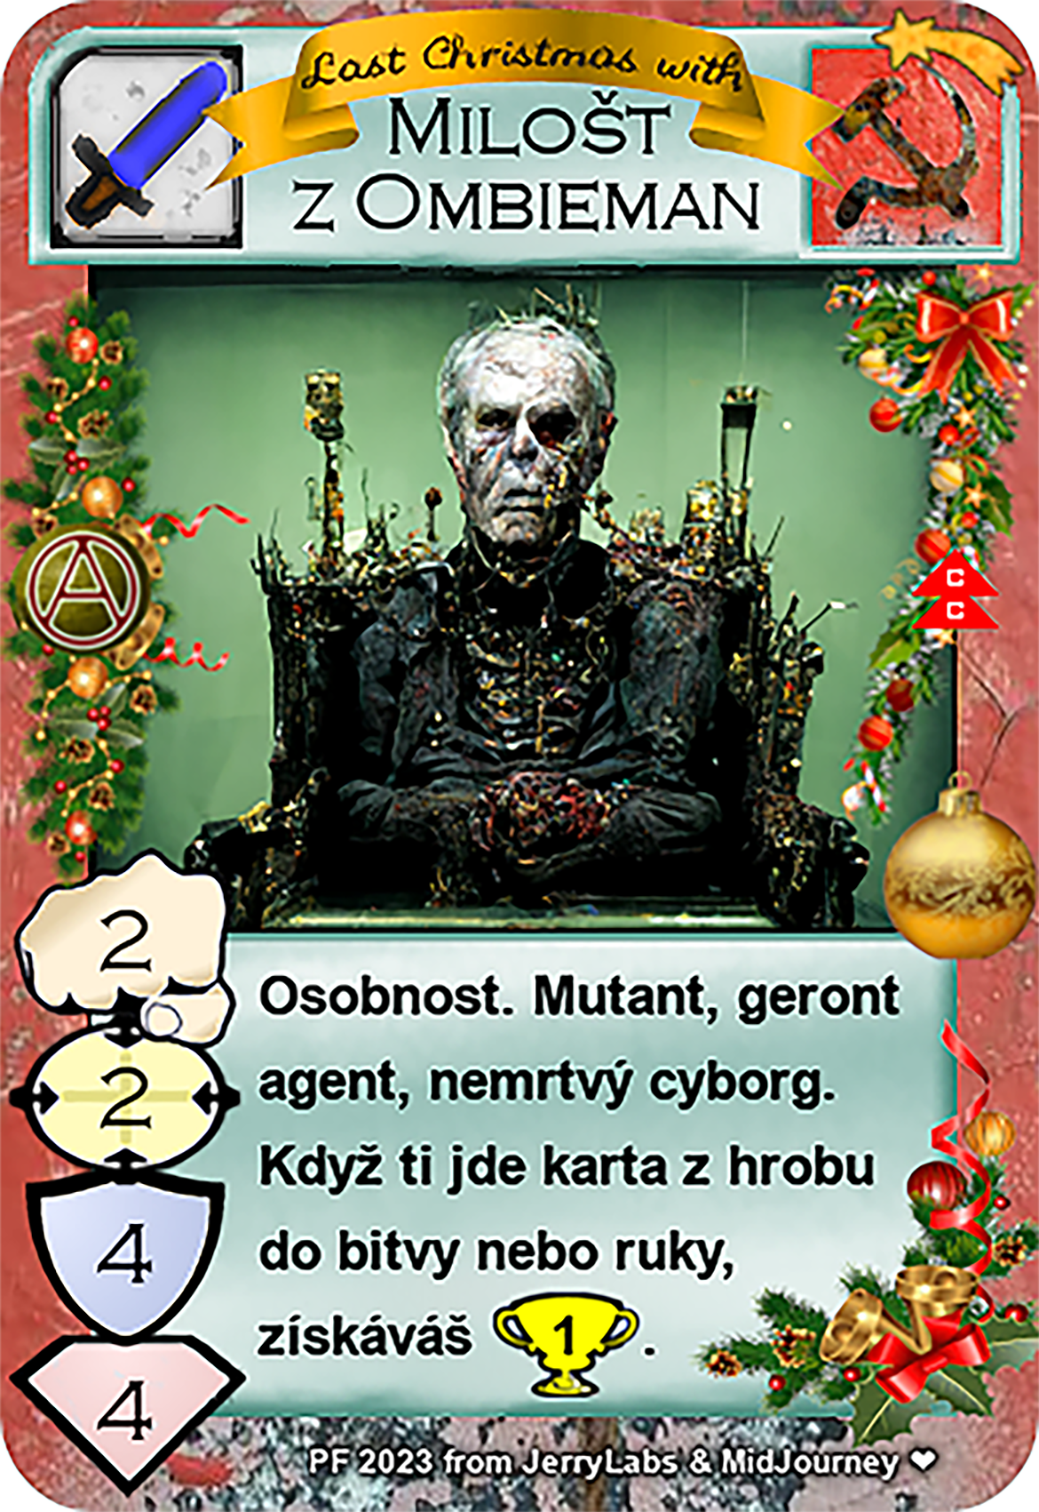 Last Christmas with
MILOŠT
Z OMBIEMAN
A
C
C
2
2
4
4
Osobnost. Mutant, geront
agent, nemrtvý cyborg.
Když ti jde karta z hrobu
do bitvy nebo ruky,
získáváš 1.
PF 2023 from JerryLabs & MidJourney ❤